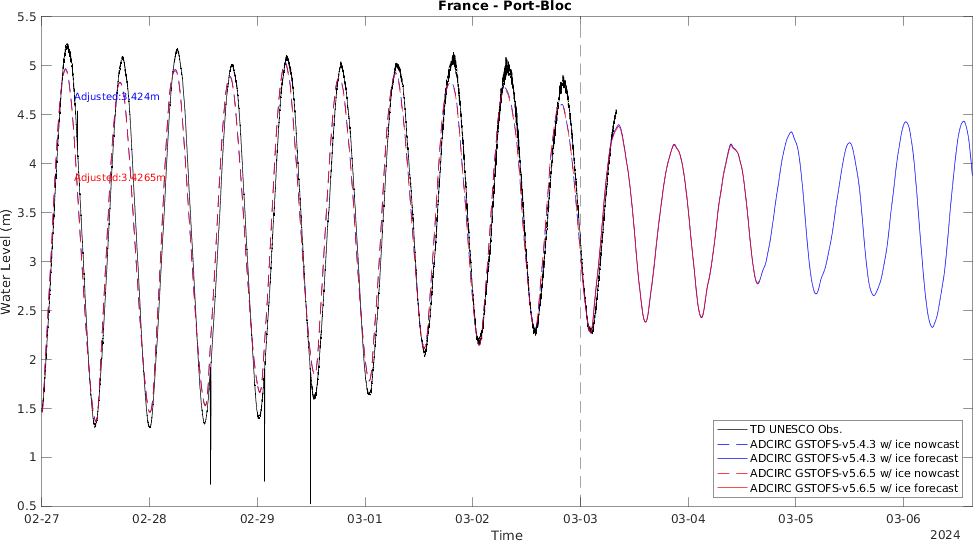 France - Port-Bloc
5.5
5
4.5
4
3.5
3
2.5
2
1.5
1
0.5
Water Level (m)
Adjusted:3.424m
Adjusted:3.4265m
TD UNESCO Obs.
ADCIRC GSTOFS-v5.4.3 w/ ice nowcast
ADCIRC GSTOFS-v5.4.3 w/ ice forecast
ADCIRC GSTOFS-v5.6.5 w/ ice nowcast
ADCIRC GSTOFS-v5.6.5 w/ ice forecast
02-27 02-28 02-29 03-01 03-02 03-03 03-04 03-05 03-06
Time
2024